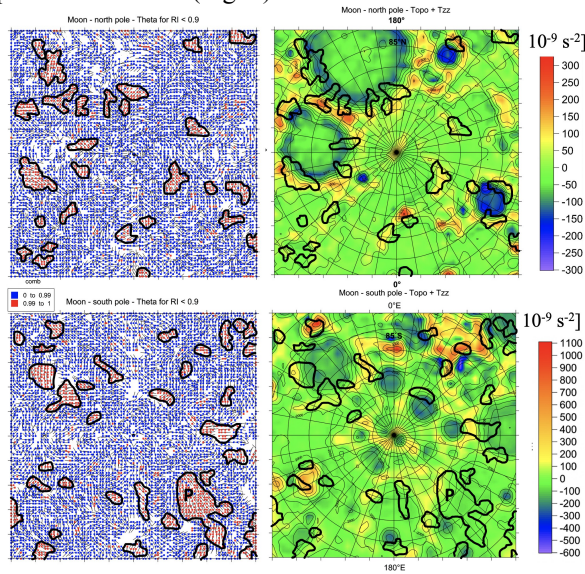 Moon - north pole - Theta for RI < 0.9
Moon - north pole - Topo + Tzz
180°
85°N
10⁻⁹ s⁻²]
300
200
150
100
50
0
-50
-100
-150
-200
-250
-300
0°
comb
0 to 0.99
0.99 to 1
Moon - south pole - Theta for RI < 0.9
Moon - south pole - Topo + Tzz
0°E
85°S
P
P
180°E
[10⁻⁹ s⁻²]
1100
1000
900
800
700
600
500
400
300
200
100
0
-100
-200
-300
-400
-500
-600